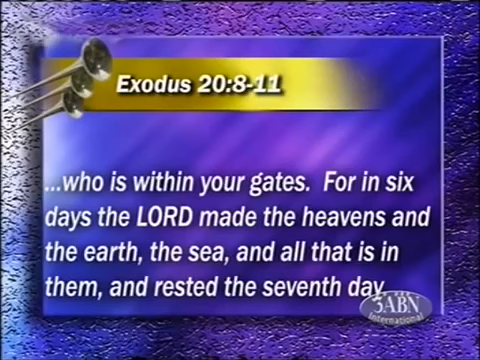 Exodus 20:8-11
...who is within your gates. For in six
days the LORD made the heavens and
the earth, the sea, and all that is in
them, and rested the seventh day.
3ABN
International